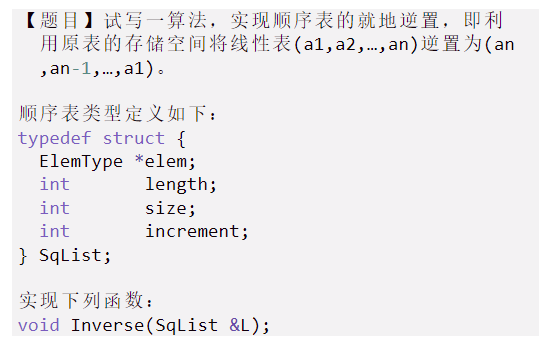 【题目】试写一算法，实现顺序表的就地逆置，即利
用原表的存储空间将线性表(a1,a2,…,an)逆置为(an
,an-1,…,a1)。
顺序表类型定义如下：
typedef struct {
ElemType *elem;
int length;
int size;
int increment;
} SqList;
实现下列函数：
void Inverse(SqList &L);